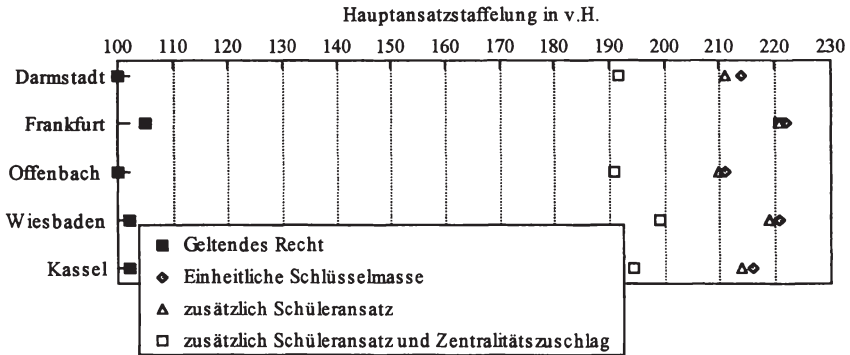 Hauptansatzstaffelung in v.H.
100 110 120 130 140 150 160 170 180 190 200 210 220 230
Darmstadt
Frankfurt
Offenbach
Wiesbaden
Kassel
Geltendes Recht
Einheitliche Schlüsselmasse
zusätzlich Schüleransatz
zusätzlich Schüleransatz und Zentralitätszuschlag